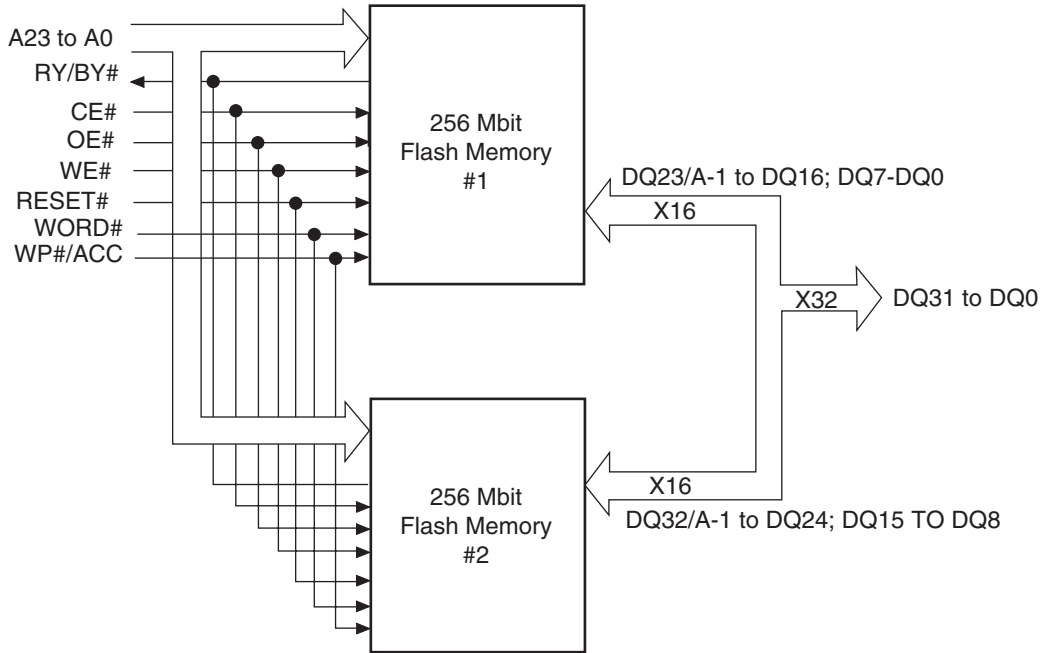 A23 to A0
RY/BY#
CE#
OE#
WE#
RESET#
WORD#
WP#/ACC
256 Mbit
Flash Memory
#1
DQ23/A-1 to DQ16; DQ7-DQ0
X16
X32
DQ31 to DQ0
256 Mbit
Flash Memory
#2
X16
DQ32/A-1 to DQ24; DQ15 TO DQ8